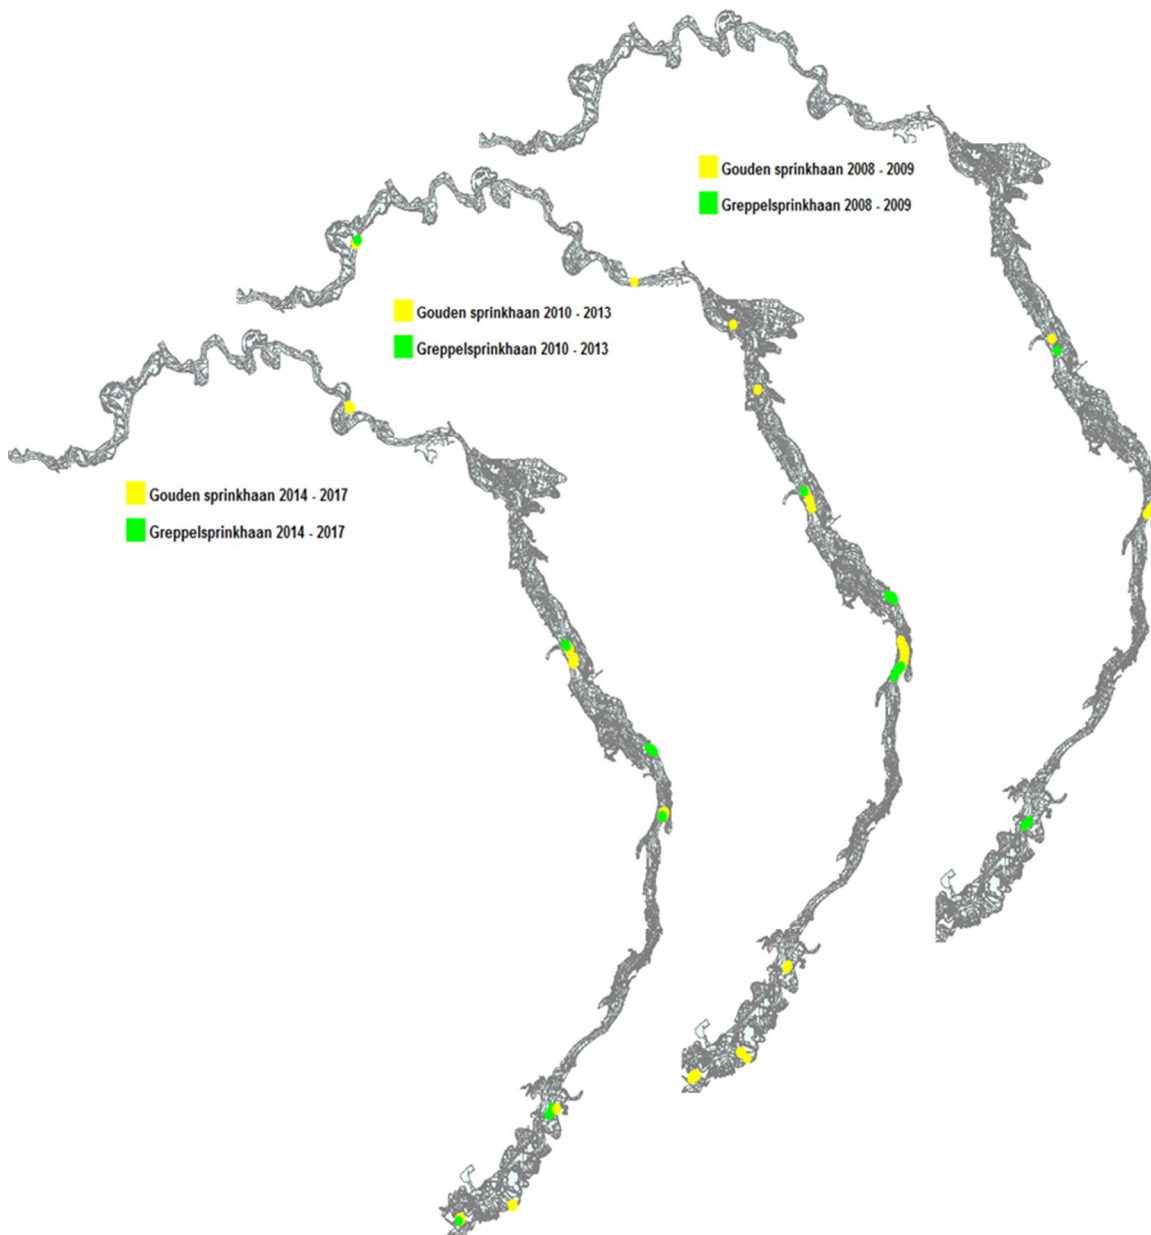 Gouden sprinkhaan 2008 - 2009
Greppelsprinkhaan 2008 - 2009
Gouden sprinkhaan 2010 - 2013
Greppelsprinkhaan 2010 - 2013
Gouden sprinkhaan 2014 - 2017
Greppelsprinkhaan 2014 - 2017